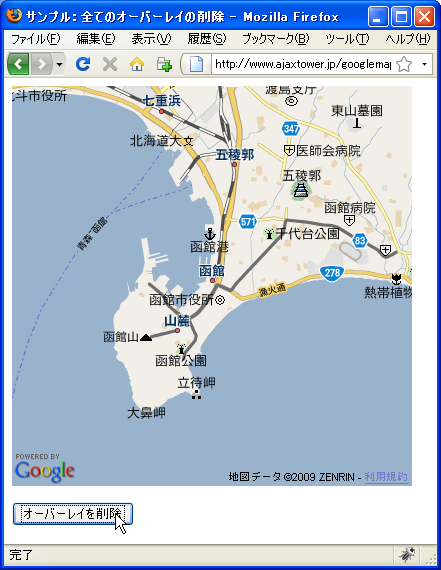 サンプル: 全てのオーバーレイの削除 - Mozilla Firefox
ファイル(F) 編集(E) 表示(V) 履歴(S) ブックマーク(B) ツール(T) ヘルプ(H)
http://www.ajaxtower.jp/googlemap
北斗市役所
七重浜
渡島支庁
東山墓園
北海道大
347
医師会病院
五稜郭
五稜郭
函館病院
571
千代台公園
83
青森-函館
函館港
函館
278
漁火通
熱帯植物
函館市役所
山麓
函館山
函館公園
立待岬
大鼻岬
POWERED BY
Google
地図データ ©2009 ZENRIN - 利用規約
オーバーレイを削除
完了